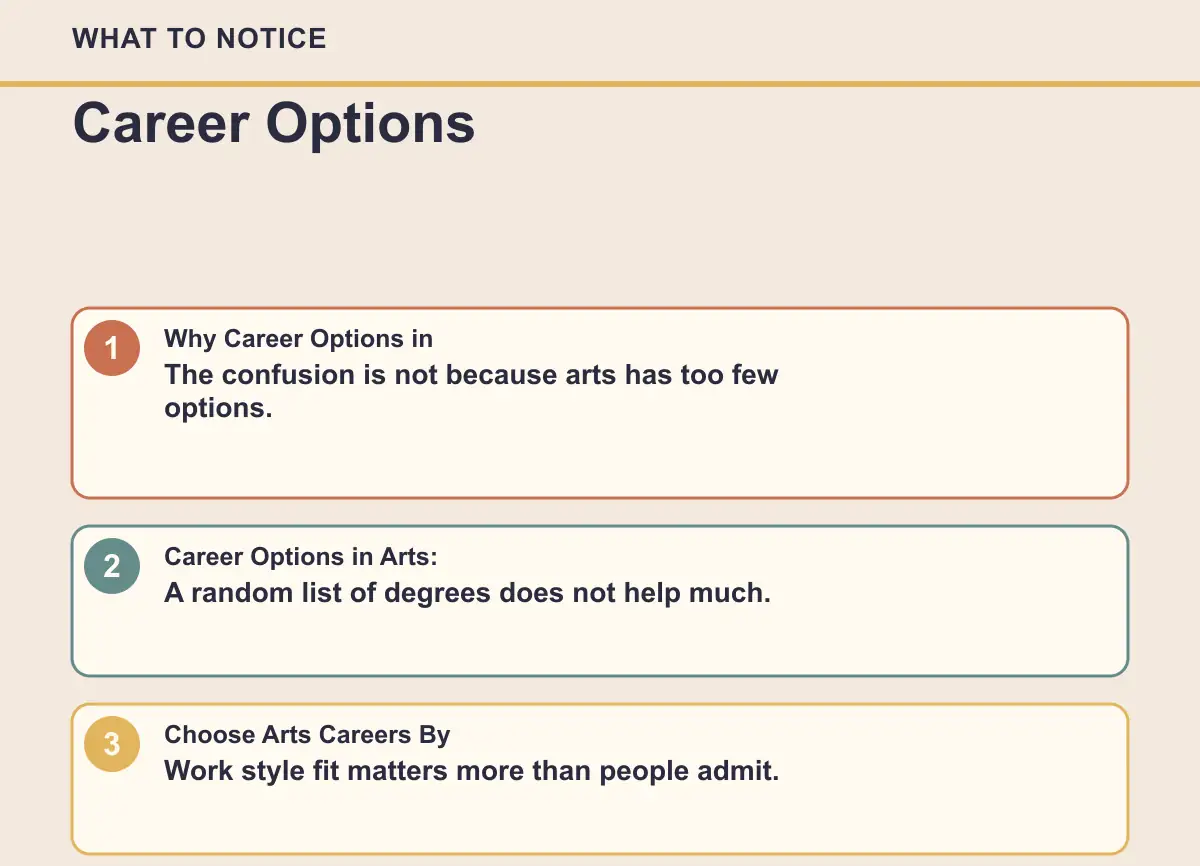 WHAT TO NOTICE
Career Options
1
Why Career Options in
The confusion is not because arts has too few
options.
2
Career Options in Arts:
A random list of degrees does not help much.
3
Choose Arts Careers By
Work style fit matters more than people admit.